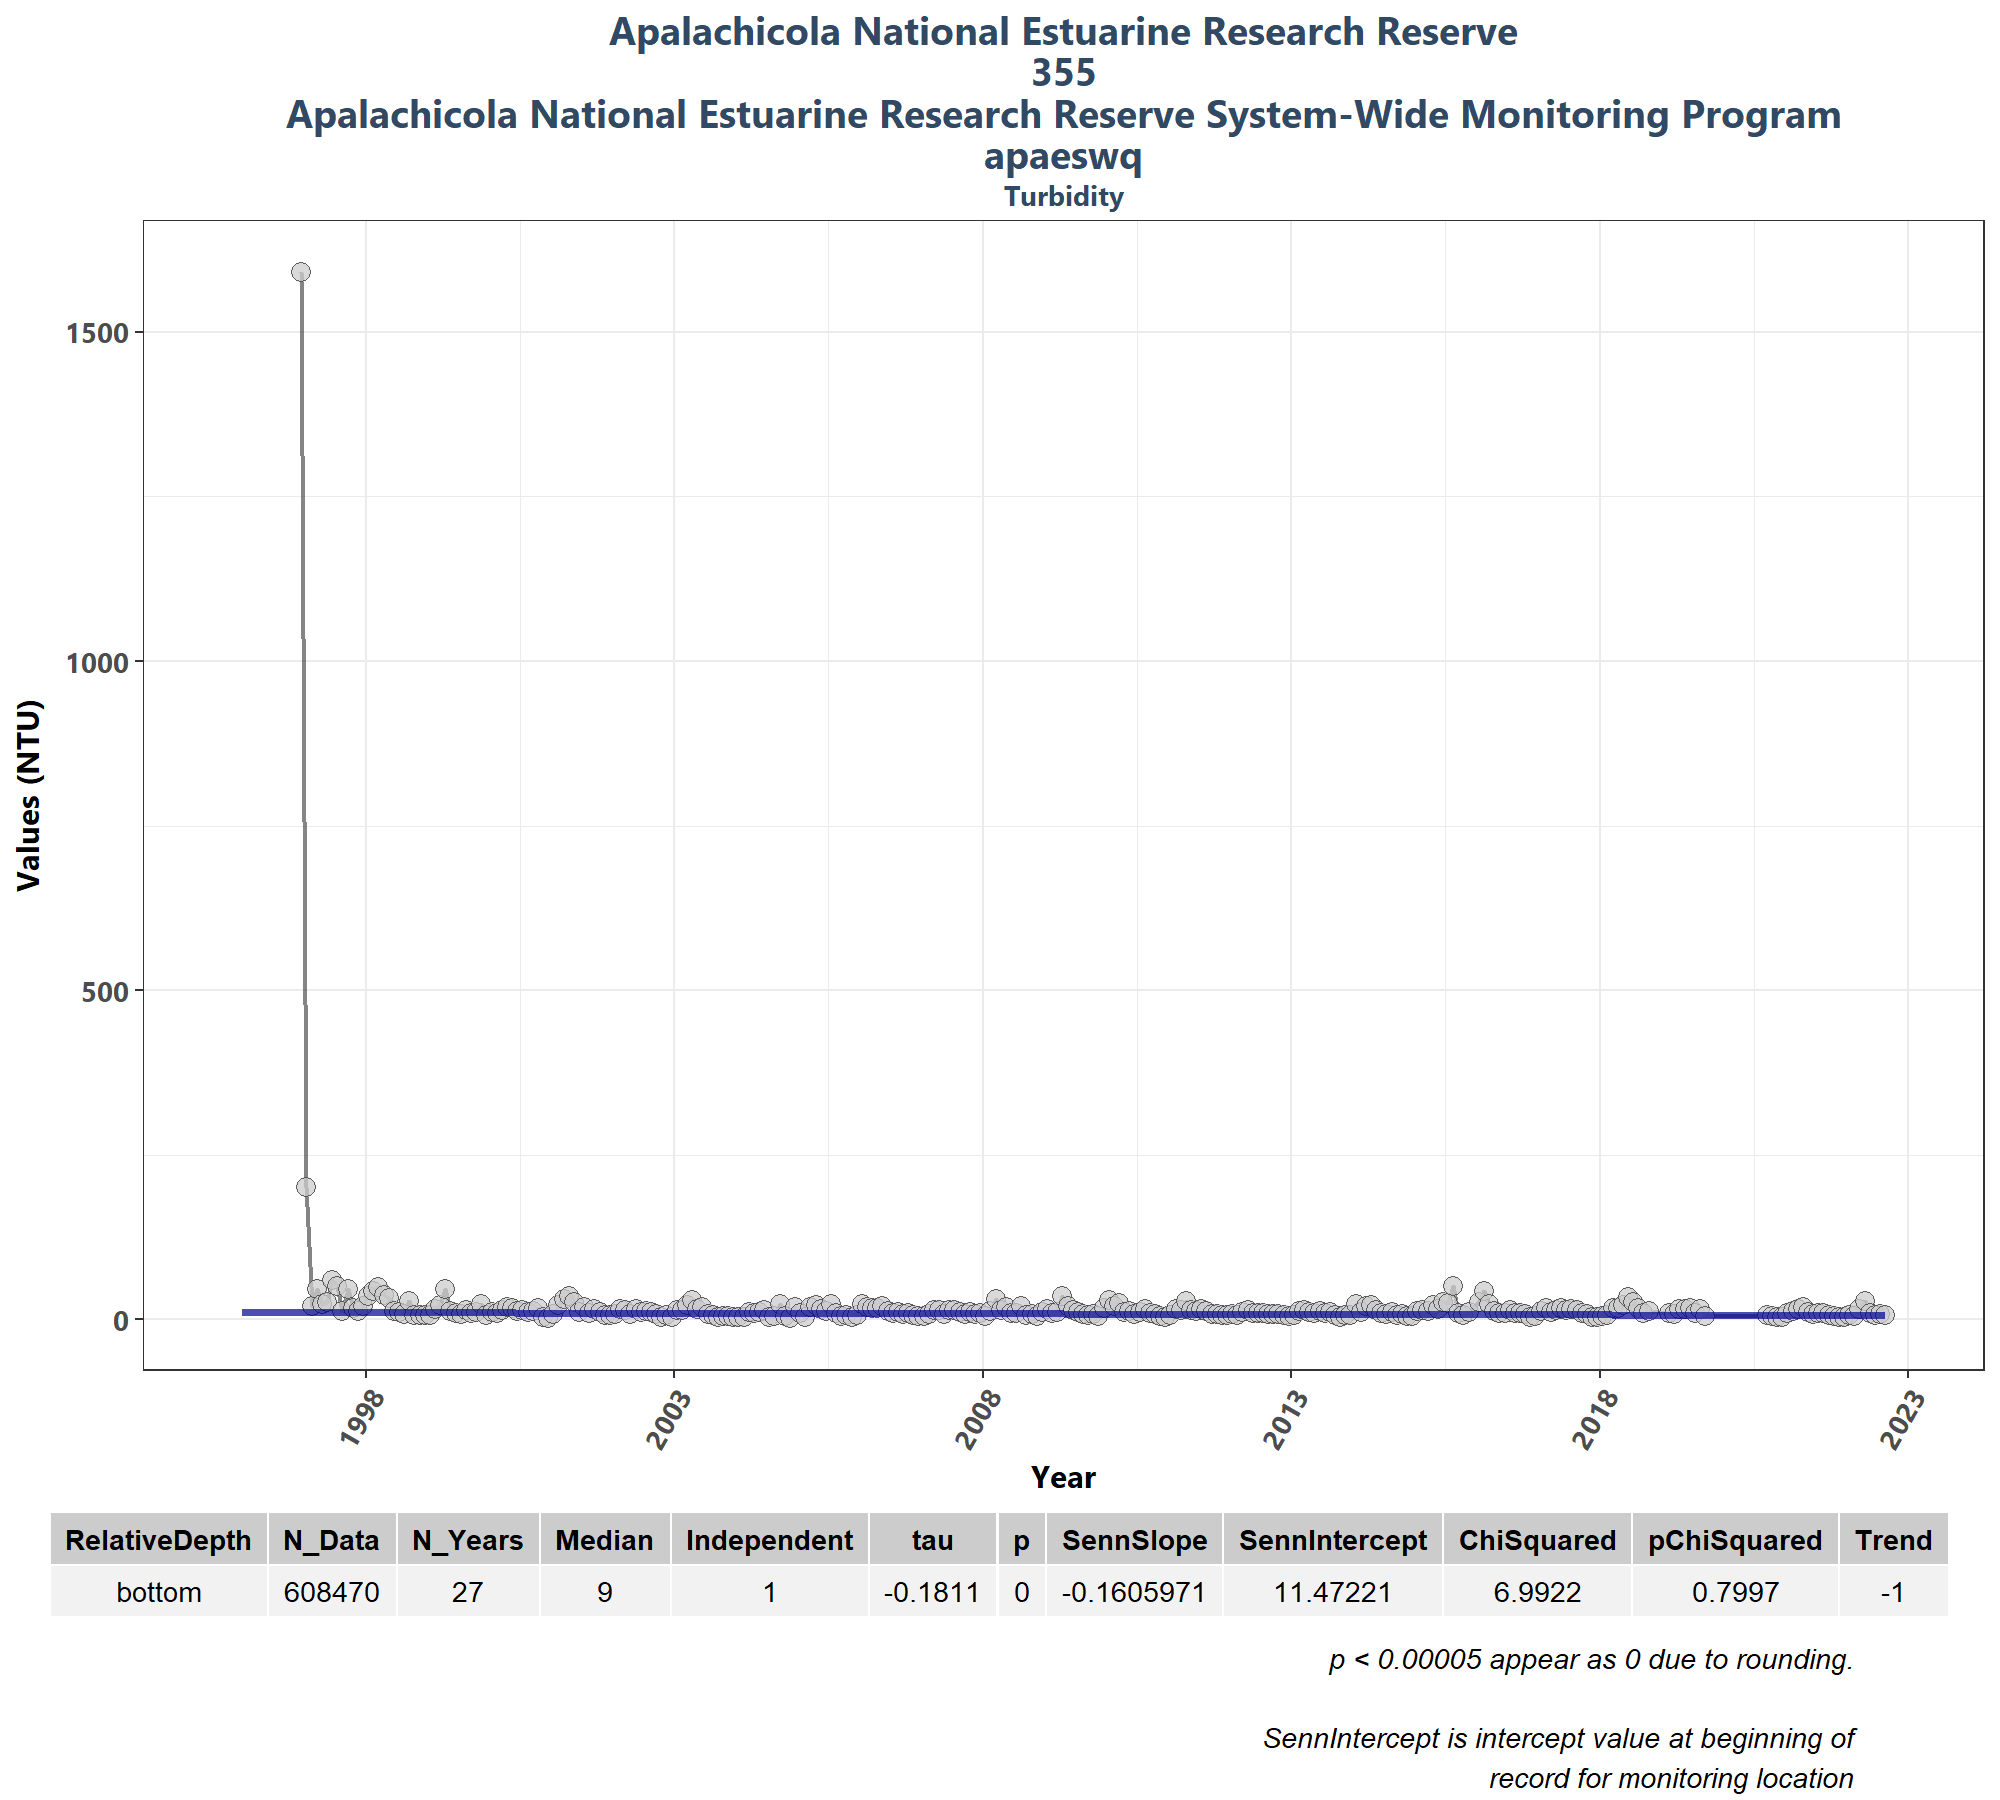 Apalachicola National Estuarine Research Reserve
355
Apalachicola National Estuarine Research Reserve System-Wide Monitoring Program
apaeswq
Turbidity
Values (NTU)
1500
1000
500
0
1998 2003 2008 2013 2018 2023
Year
RelativeDepth N_Data N_Years Median Independent tau p SennSlope SennIntercept ChiSquared pChiSquared Trend
bottom 608470 27 9 1 -0.1811 0 -0.1605971 11.47221 6.9922 0.7997 -1
p < 0.00005 appear as 0 due to rounding.
SennIntercept is intercept value at beginning of
record for monitoring location